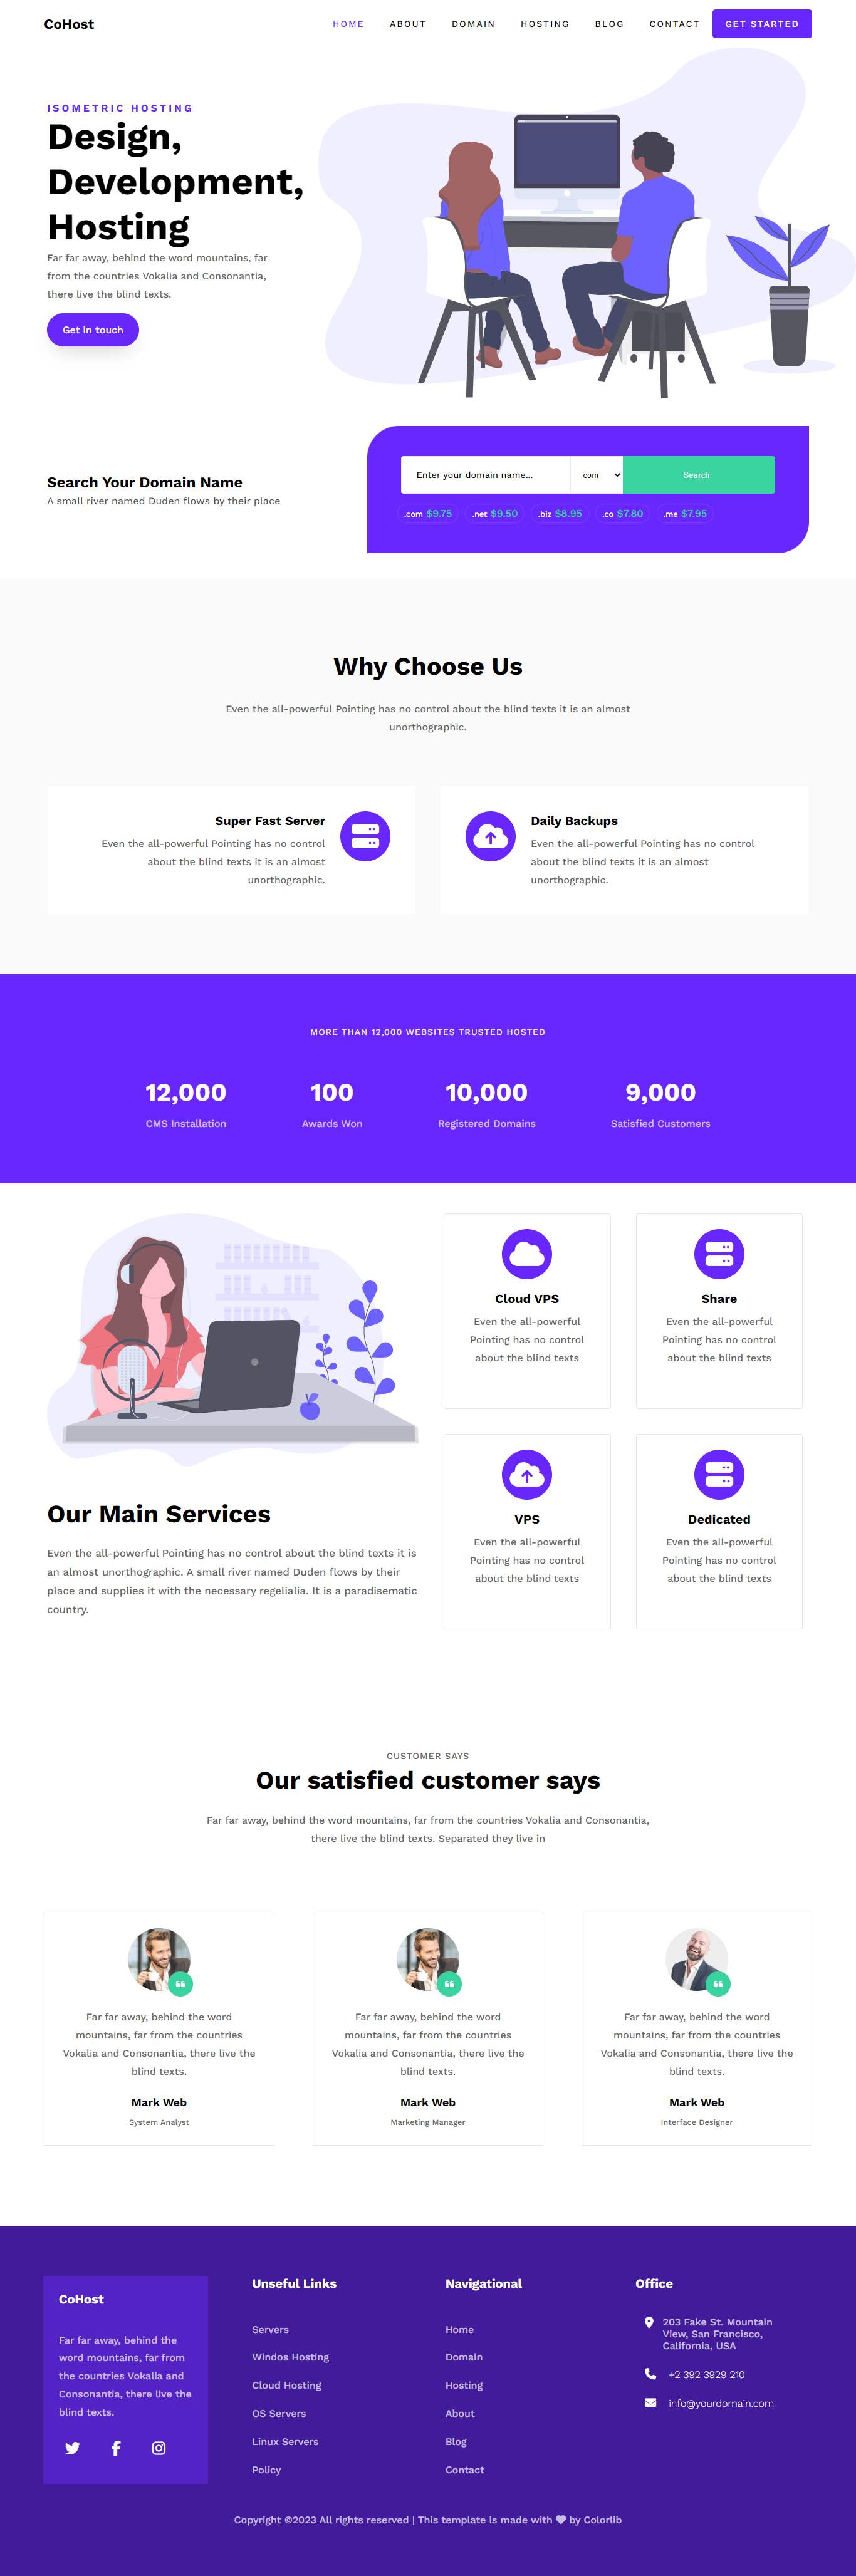 CoHost
HOME
ABOUT
DOMAIN
HOSTING
BLOG
CONTACT
GET STARTED
ISOMETRIC HOSTING
Design,
Development,
Hosting
Far far away, behind the word mountains, far
from the countries Vokalia and Consonantia,
there live the blind texts.
Get in touch
Search Your Domain Name
A small river named Duden flows by their place
Enter your domain name...
.com
Search
.com $9.75
.net $9.50
.biz $8.95
.co $7.80
.me $7.95
Why Choose Us
Even the all-powerful Pointing has no control about the blind texts it is an almost
unorthographic.
Super Fast Server
Even the all-powerful Pointing has no control
about the blind texts it is an almost
unorthographic.
Daily Backups
Even the all-powerful Pointing has no control
about the blind texts it is an almost
unorthographic.
MORE THAN 12,000 WEBSITES TRUSTED HOSTED
12,000
CMS Installation
100
Awards Won
10,000
Registered Domains
9,000
Satisfied Customers
Cloud VPS
Even the all-powerful
Pointing has no control
about the blind texts
Share
Even the all-powerful
Pointing has no control
about the blind texts
VPS
Even the all-powerful
Pointing has no control
about the blind texts
Dedicated
Even the all-powerful
Pointing has no control
about the blind texts
Our Main Services
Even the all-powerful Pointing has no control about the blind texts it is
an almost unorthographic. A small river named Duden flows by their
place and supplies it with the necessary regelialia. It is a paradisematic
country.
CUSTOMER SAYS
Our satisfied customer says
Far far away, behind the word mountains, far from the countries Vokalia and Consonantia,
there live the blind texts. Separated they live in
Far far away, behind the word
mountains, far from the countries
Vokalia and Consonantia, there live the
blind texts.
Mark Web
System Analyst
Far far away, behind the word
mountains, far from the countries
Vokalia and Consonantia, there live the
blind texts.
Mark Web
Marketing Manager
Far far away, behind the word
mountains, far from the countries
Vokalia and Consonantia, there live the
blind texts.
Mark Web
Interface Designer
CoHost
Far far away, behind the
word mountains, far from
the countries Vokalia and
Consonantia, there live the
blind texts.
Unseful Links
Servers
Windos Hosting
Cloud Hosting
OS Servers
Linux Servers
Policy
Navigational
Home
Domain
Hosting
About
Blog
Contact
Office
203 Fake St. Mountain
View, San Francisco,
California, USA
+2 392 3929 210
info@yourdomain.com
Copyright ©2023 All rights reserved | This template is made with ♥ by Colorlib